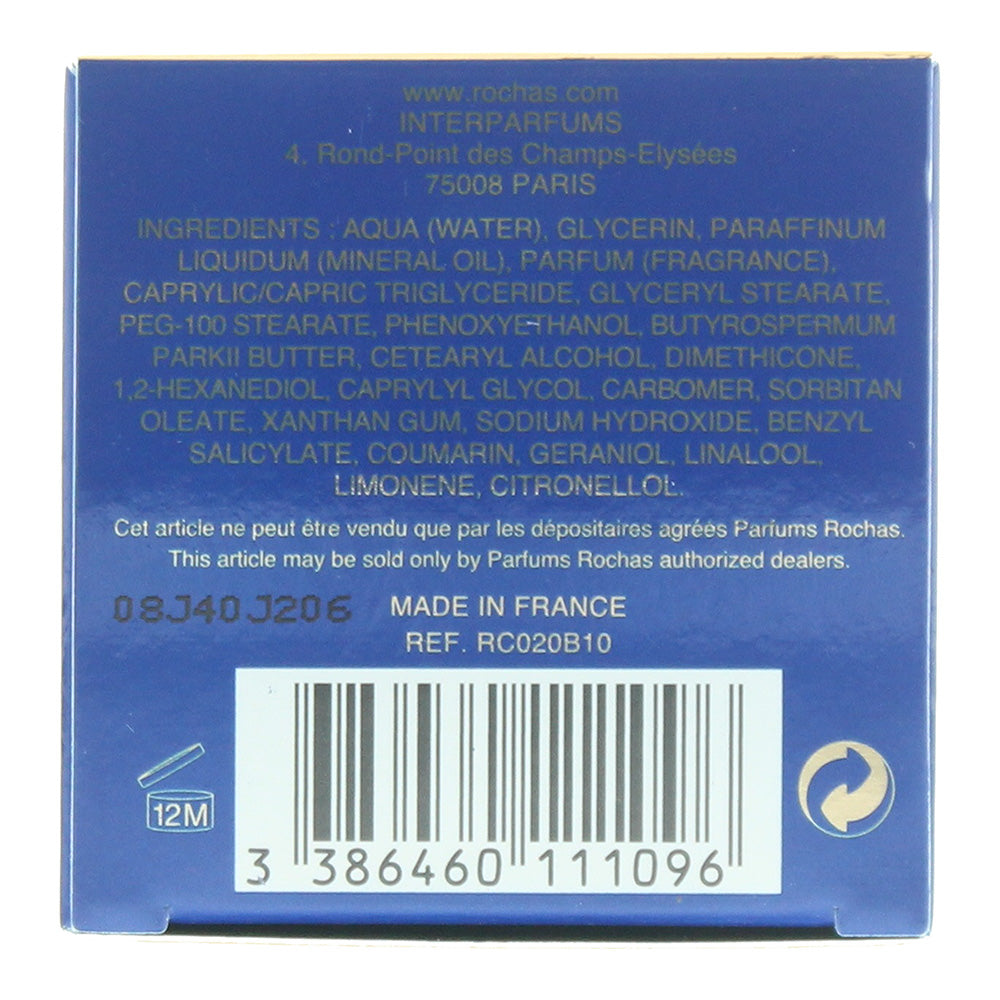 www.rochas.com
INTERPARFUMS
4. Rond-Point des Champs-Elysées
75008 PARIS
INGREDIENTS : AQUA (WATER), GLYCERIN, PARAFFINUM
LIQUIDUM (MINERAL OIL), PARFUM (FRAGRANCE),
CAPRYLIC/CAPRIC TRIGLYCERIDE, GLYCERYL STEARATE,
PEG-100 STEARATE, PHENOXYETHANOL, BUTYROSPERMUM
PARKII BUTTER, CETEARYL ALCOHOL, DIMETHICONE,
1,2-HEXANEDIOL, CAPRYLYL GLYCOL, CARBOMER, SORBITAN
OLEATE, XANTHAN GUM, SODIUM HYDROXIDE, BENZYL
SALICYLATE, COUMARIN, GERANIOL, LINALOOL,
LIMONENE, CITRONELLOL.
Cet article ne peut être vendu que par les dépositaires agréés Parfums Rochas.
This article may be sold only by Parfums Rochas authorized dealers.
08J40J206
MADE IN FRANCE
REF. RC020B10
12M
3 386460 111096